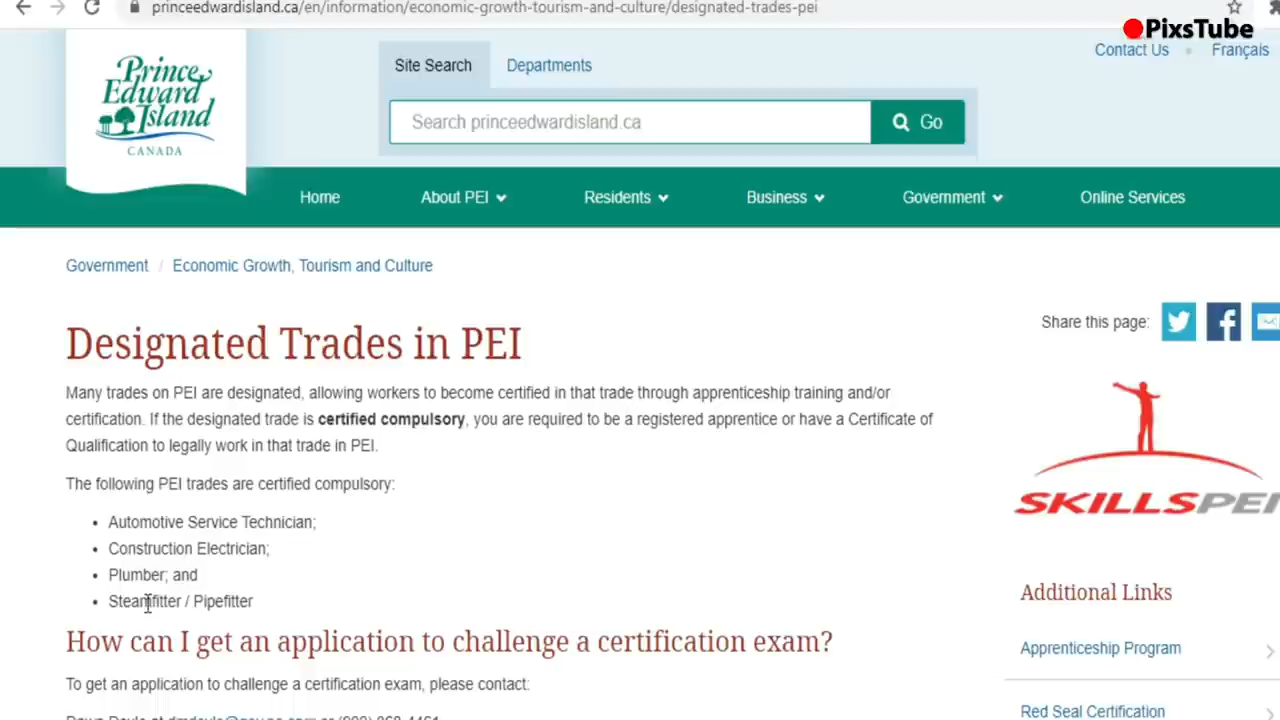 princeedwardisland.ca/en/information/economic-growth-tourism-and-culture/designated-trades-pei
PixsTube
Contact Us
Français
Prince
Edward
Island
CANADA
Site Search
Departments
Search princeedwardisland.ca
Go
Home
About PEI
Residents
Business
Government
Online Services
Government / Economic Growth, Tourism and Culture
Share this page:
Designated Trades in PEI
Many trades on PEI are designated, allowing workers to become certified in that trade through apprenticeship training and/or
certification. If the designated trade is certified compulsory, you are required to be a registered apprentice or have a Certificate of
Qualification to legally work in that trade in PEI.
The following PEI trades are certified compulsory:
• Automotive Service Technician;
• Construction Electrician;
• Plumber; and
• Steamfitter / Pipefitter
SKILLSPEI
How can I get an application to challenge a certification exam?
To get an application to challenge a certification exam, please contact:
Additional Links
Apprenticeship Program
Red Seal Certification